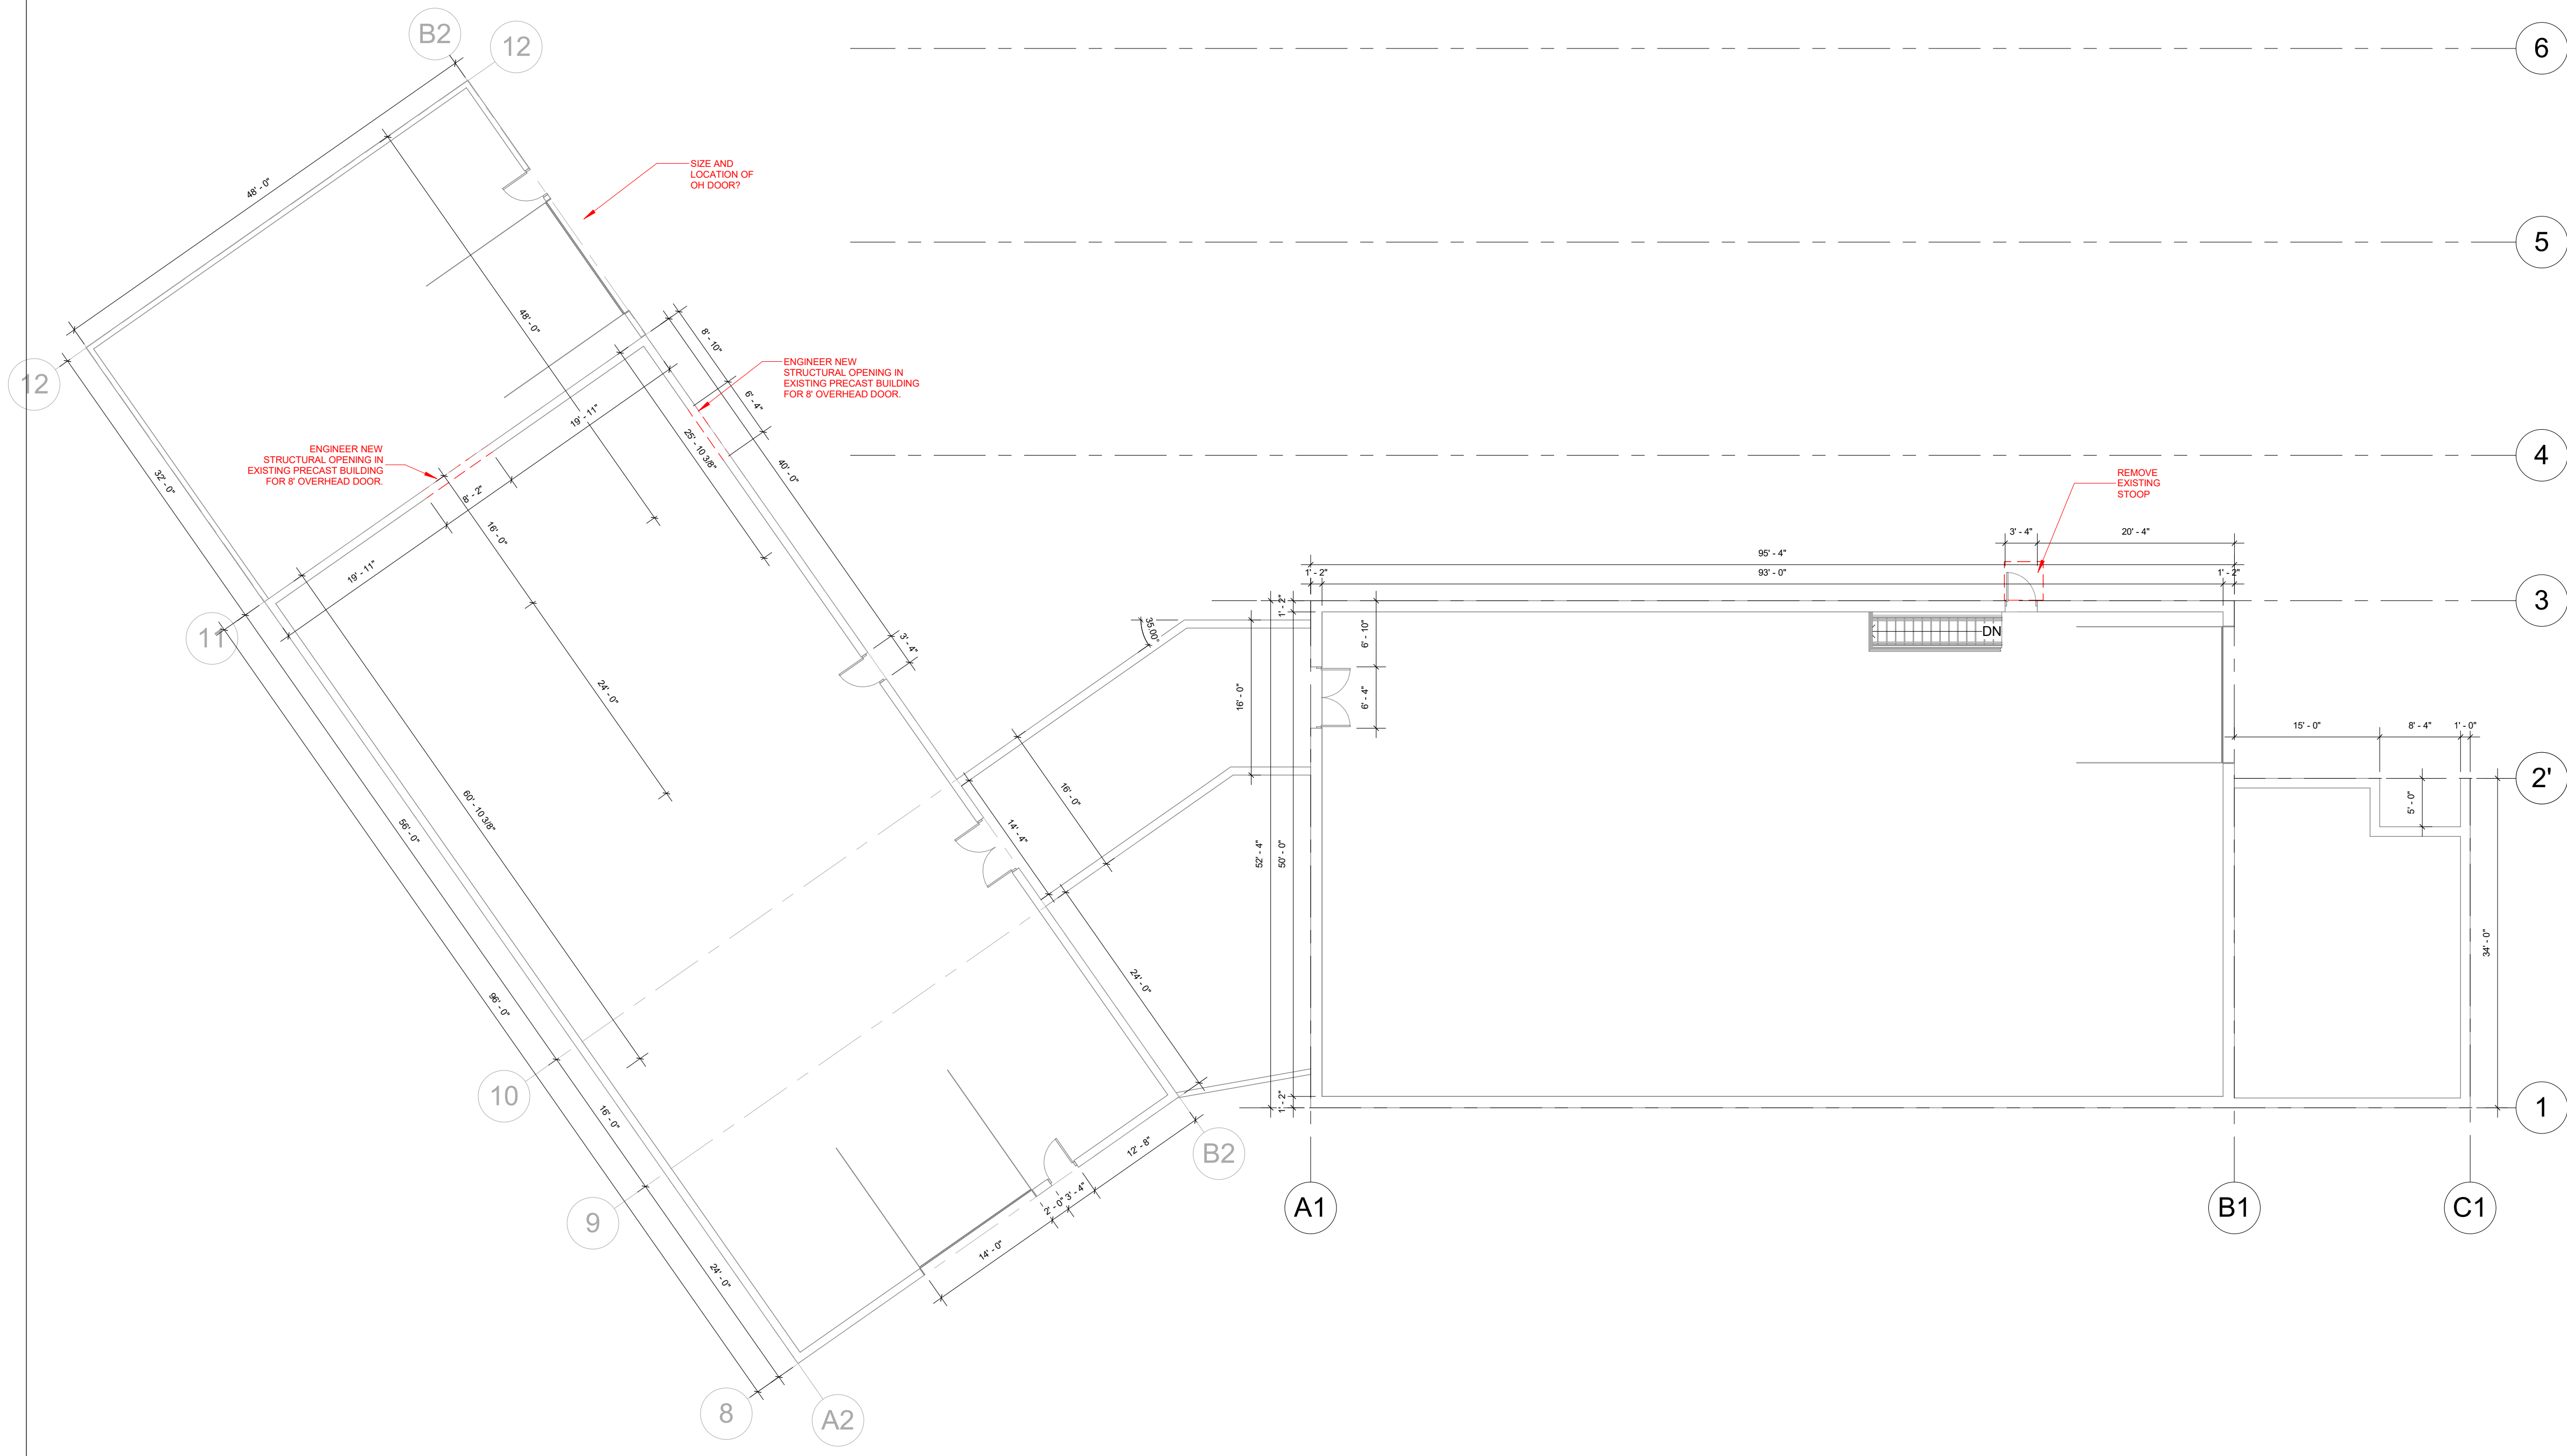 B2
12
6
48' - 0"
SIZE AND
LOCATION OF
OH DOOR?
5
48' - 0"
8' - 10"
12
ENGINEER NEW
STRUCTURAL OPENING IN
EXISTING PRECAST BUILDING
FOR 8' OVERHEAD DOOR.
6' - 4"
19' - 11"
25' - 10 3/8"
40' - 0"
4
ENGINEER NEW
STRUCTURAL OPENING IN
EXISTING PRECAST BUILDING
FOR 8' OVERHEAD DOOR.
32' - 0"
8' - 2"
16' - 0"
REMOVE
EXISTING
STOOP
3' - 4"
20' - 4"
95' - 4"
19' - 11"
1' - 2"
93' - 0"
1' - 2"
3
1' - 2"
11
35.00°
6' - 10"
DN
3' - 4"
24' - 0"
16' - 0"
6' - 4"
15' - 0"
8' - 4"
1' - 0"
2'
16' - 0"
5' - 0"
60' - 10 3/8"
56' - 0"
14' - 4"
52' - 4"
50' - 0"
34' - 0"
24' - 0"
96' - 0"
10
16' - 0"
1' - 2"
1
12' - 8"
B2
3' - 4"
2' - 0"
A1
B1
C1
9
14' - 0"
24' - 0"
8
A2